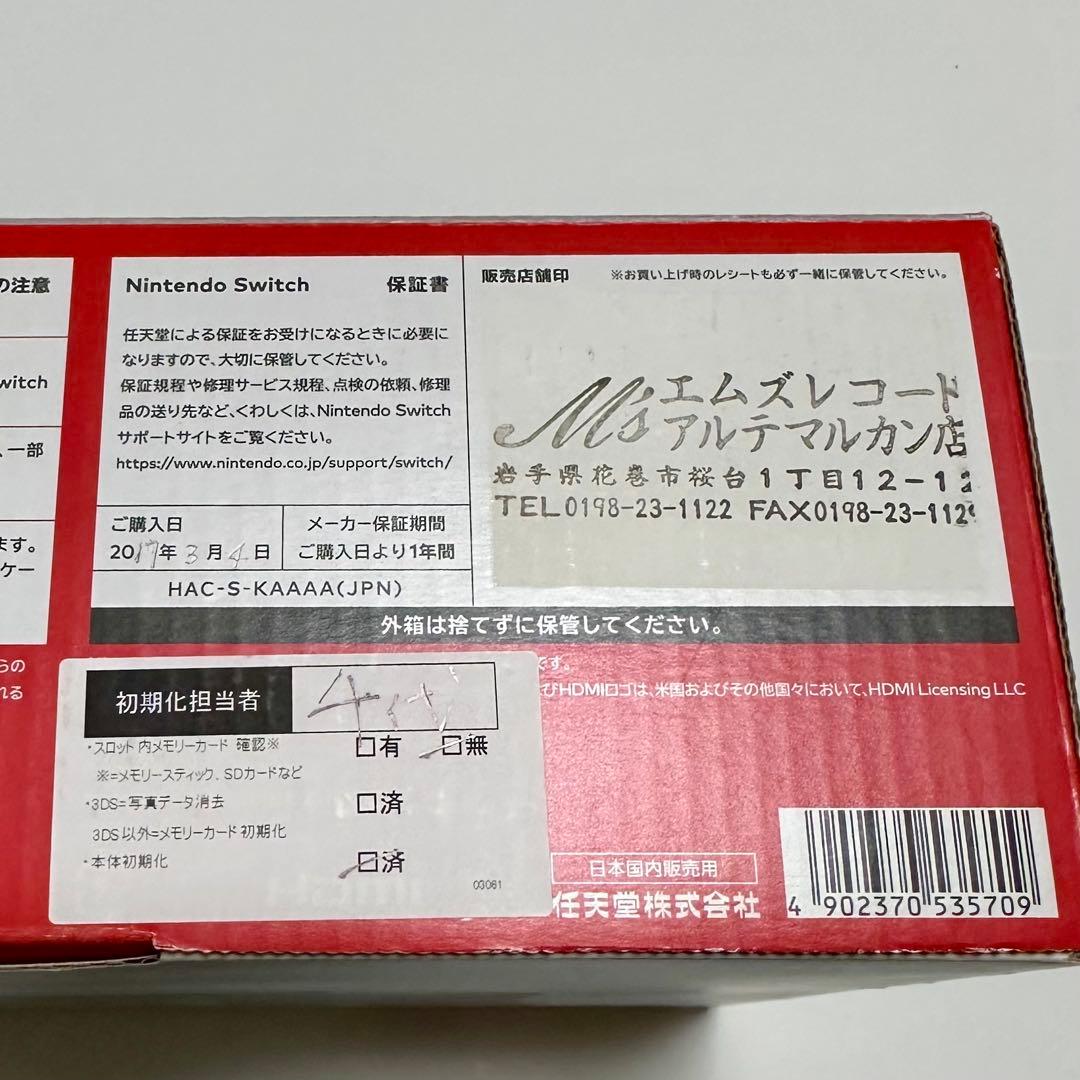 の注意
witch
、一部
ます。
ケー
らの
れる
Nintendo Switch 保証書
任天堂による保証をお受けになるときに必要に
なりますので、大切に保管してください。
保証規程や修理サービス規程、点検の依頼、修理
品の送り先など、くわしくは、Nintendo Switch
サポートサイトをご覧ください。
https://www.nintendo.co.jp/support/switch/
ご購入日
2017年3月4日
メーカー保証期間
ご購入日より1年間
HAC-S-KAAAA(JPN)
販売店舗印 ※お買い上げ時のレシートも必ず一緒に保管してください。
M's エムズレコード
アルテマルカン店
岩手県花巻市桜台1丁目12-12
TEL0198-23-1122 FAX0198-23-112
外箱は捨てずに保管してください。
です。
びHDMIロゴは、米国およびその他国々において、HDMI Licensing LLC
初期化担当者
・スロット内メモリーカード 確認※ 口有 口無
※=メモリースティック、SDカードなど
・3DS=写真データ消去 口済
3DS以外=メモリーカード初期化
・本体初期化 口済
03061
日本国内販売用
任天堂株式会社
4 902370 535709